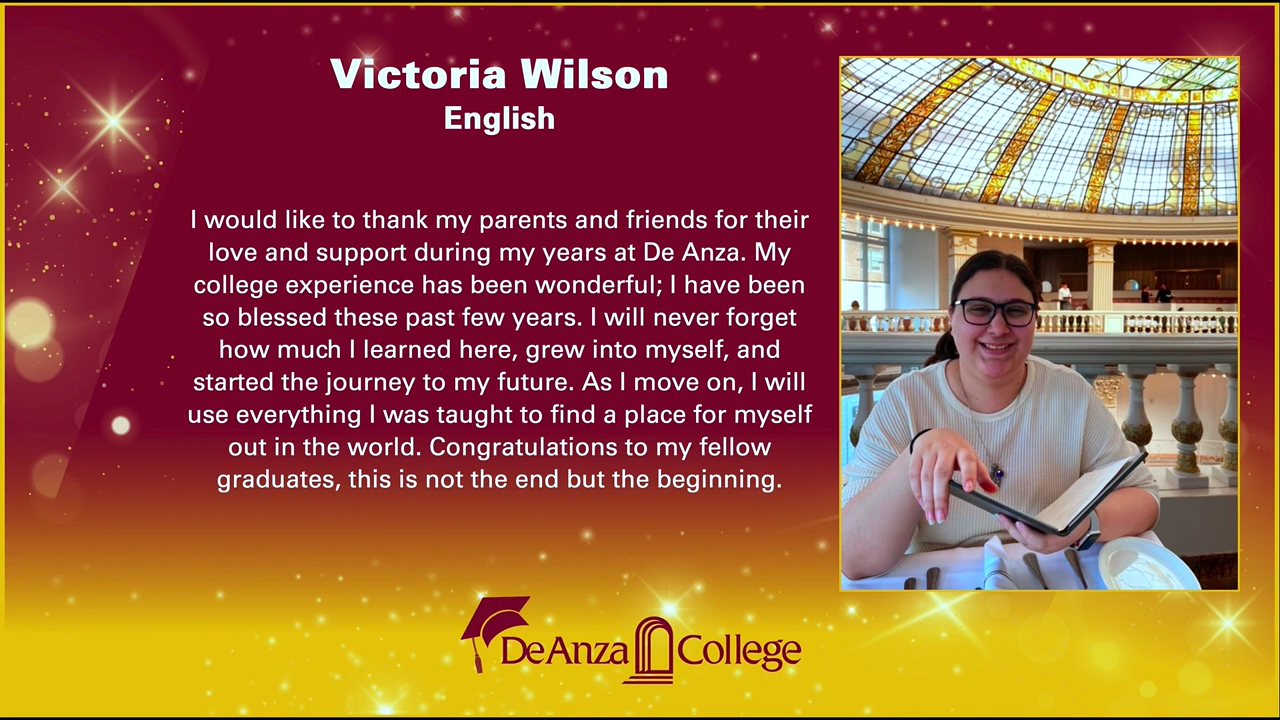 Victoria Wilson
English
I would like to thank my parents and friends for their
love and support during my years at De Anza. My
college experience has been wonderful; I have been
so blessed these past few years. I will never forget
how much I learned here, grew into myself, and
started the journey to my future. As I move on, I will
use everything I was taught to find a place for myself
out in the world. Congratulations to my fellow
graduates, this is not the end but the beginning.
De Anza College